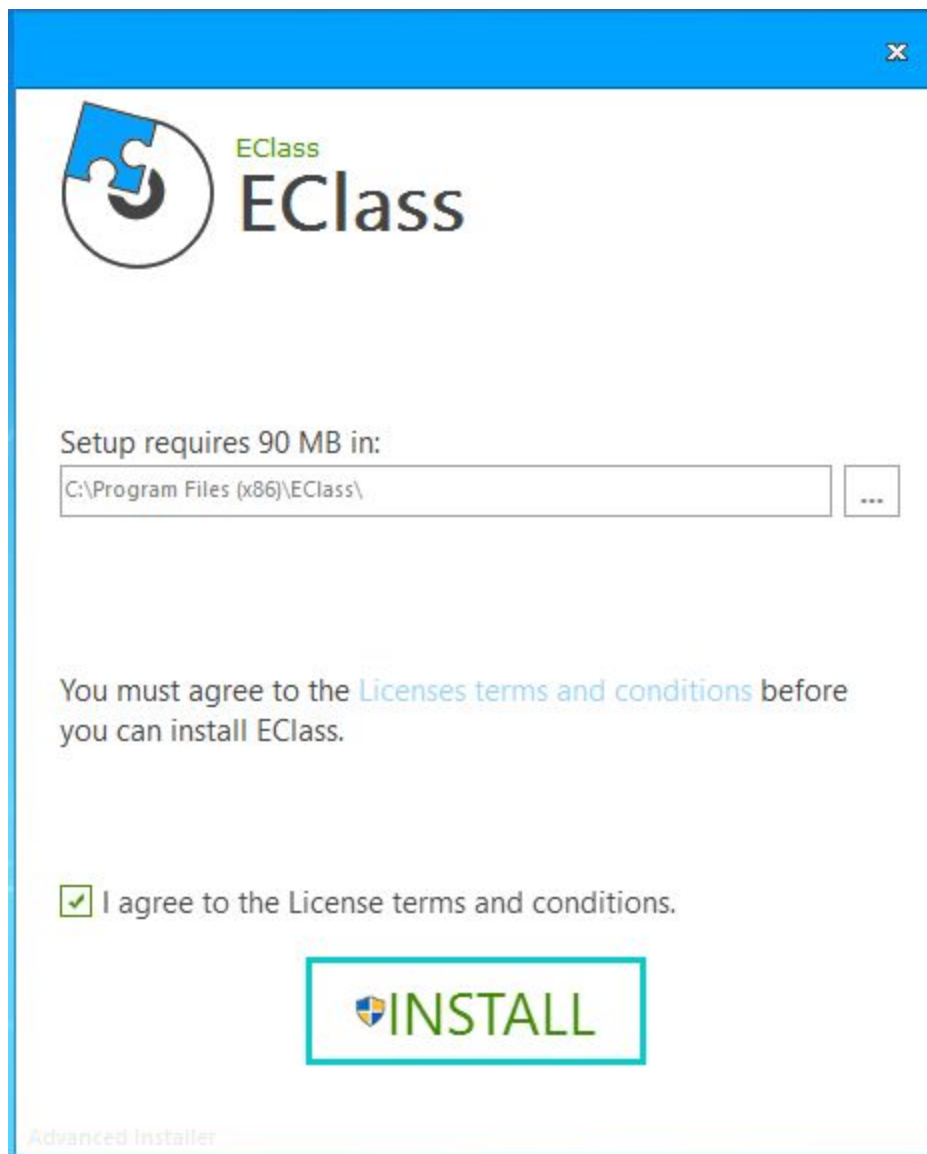 EClass
EClass
Setup requires 90 MB in:
C:\Program Files (x86)\EClass\
...
You must agree to the Licenses terms and conditions before
you can install EClass.
I agree to the License terms and conditions.
INSTALL
Advanced Installer